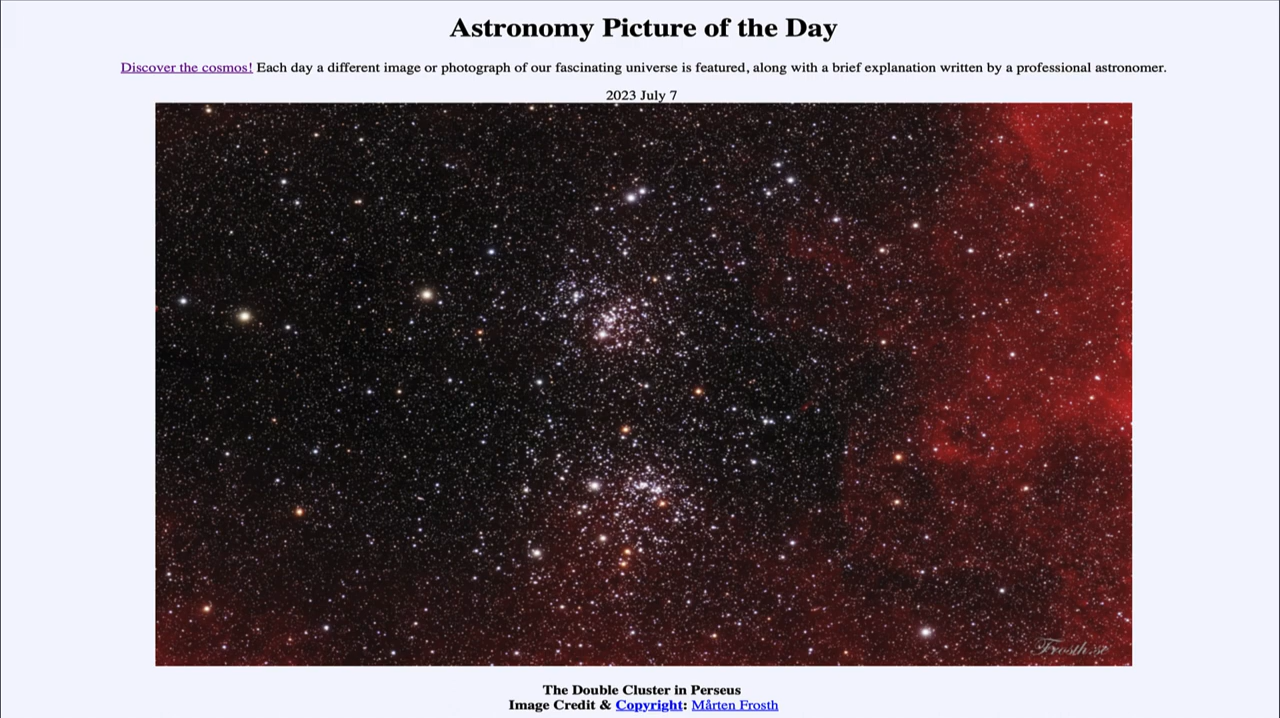 Astronomy Picture of the Day
Discover the cosmos! Each day a different image or photograph of our fascinating universe is featured, along with a brief explanation written by a professional astronomer.
2023 July 7
Frosth.se
The Double Cluster in Perseus
Image Credit & Copyright: Mårten Frosth